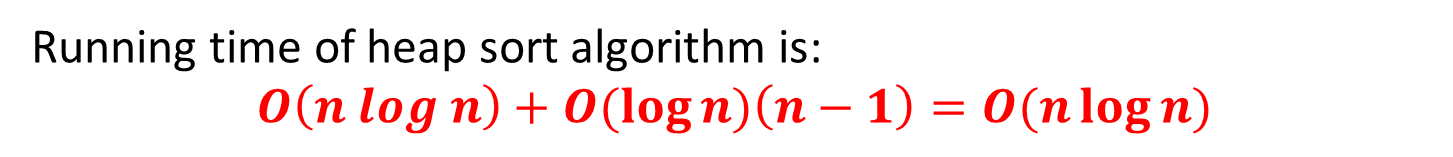 Running time of heap sort algorithm is:
O(n log n) + O(log n)(n − 1) = O(n log n)